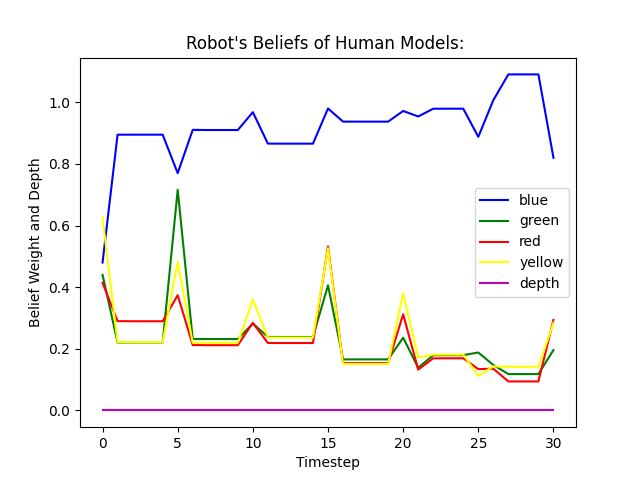 Robot's Beliefs of Human Models:
Belief Weight and Depth
1.0
0.8
0.6
0.4
0.2
0.0
blue
green
red
yellow
depth
0 5 10 15 20 25 30
Timestep